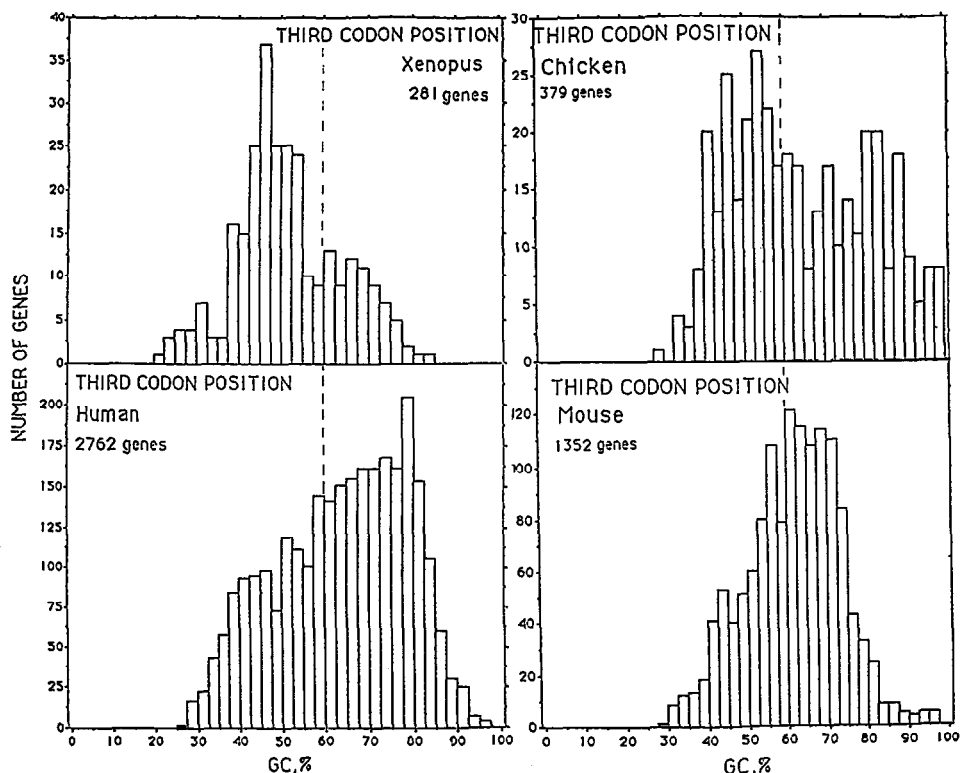 THIRD CODON POSITION
Xenopus
281 genes
40
35
30
25
20
15
10
5
0
THIRD CODON POSITION
Chicken
379 genes
30
25
20
15
10
5
0
NUMBER OF GENES
THIRD CODON POSITION
Human
2762 genes
200
175
150
125
100
75
50
25
0
0 10 20 30 40 50 60 70 80 90 100
GC,%
THIRD CODON POSITION
Mouse
1352 genes
120
100
80
60
40
20
0
0 10 20 30 40 50 60 70 80 90 100
GC,%